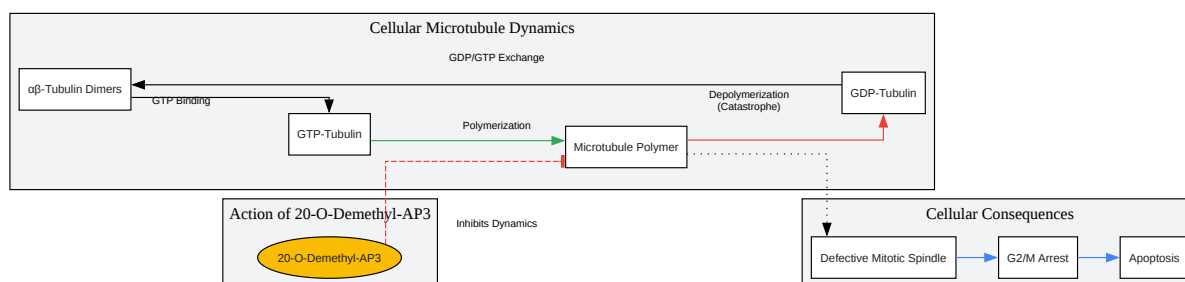 Cellular Microtubule Dynamics
GDP/GTP Exchange
αβ-Tubulin Dimers
GTP Binding
GDP-Tubulin
Depolymerization
(Catastrophe)
GTP-Tubulin
Polymerization
Microtubule Polymer
Action of 20-O-Demethyl-AP3
Inhibits Dynamics
20-O-Demethyl-AP3
Cellular Consequences
Defective Mitotic Spindle
G2/M Arrest
Apoptosis